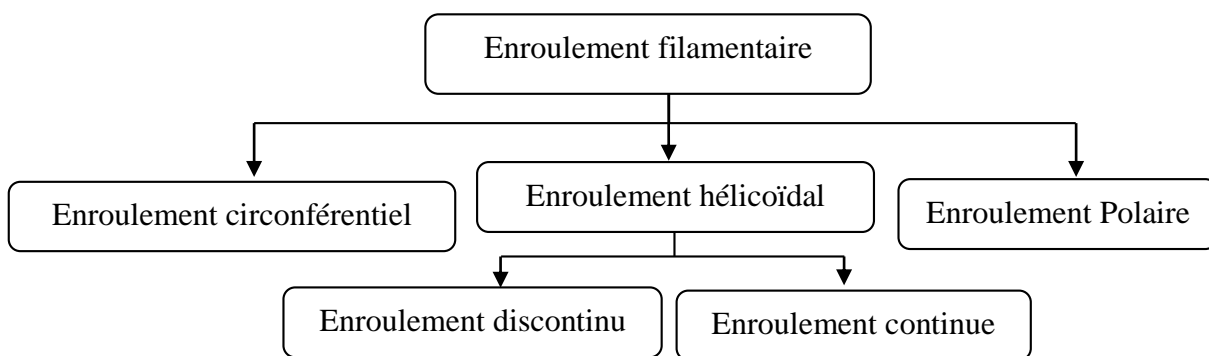 Enroulement filamentaire
Enroulement circonférentiel
Enroulement hélicoïdal
Enroulement Polaire
Enroulement discontinu
Enroulement continue